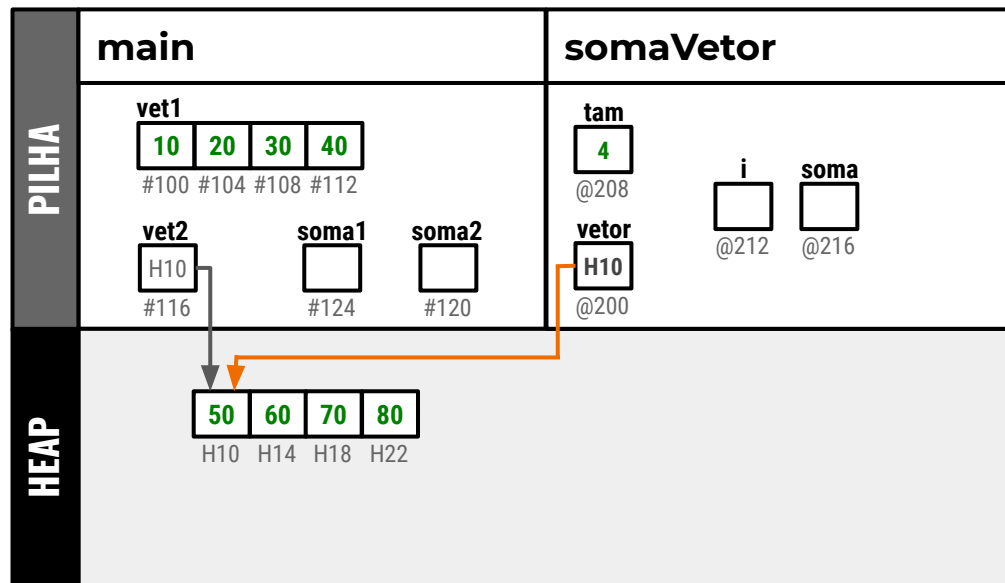 main
somaVetor
PILHA
vet1
10 20 30 40
#100 #104 #108 #112
vet2
H10
#116
soma1
#124
soma2
#120
tam
4
@208
vetor
H10
@200
i
@212
soma
@216
HEAP
50 60 70 80
H10 H14 H18 H22